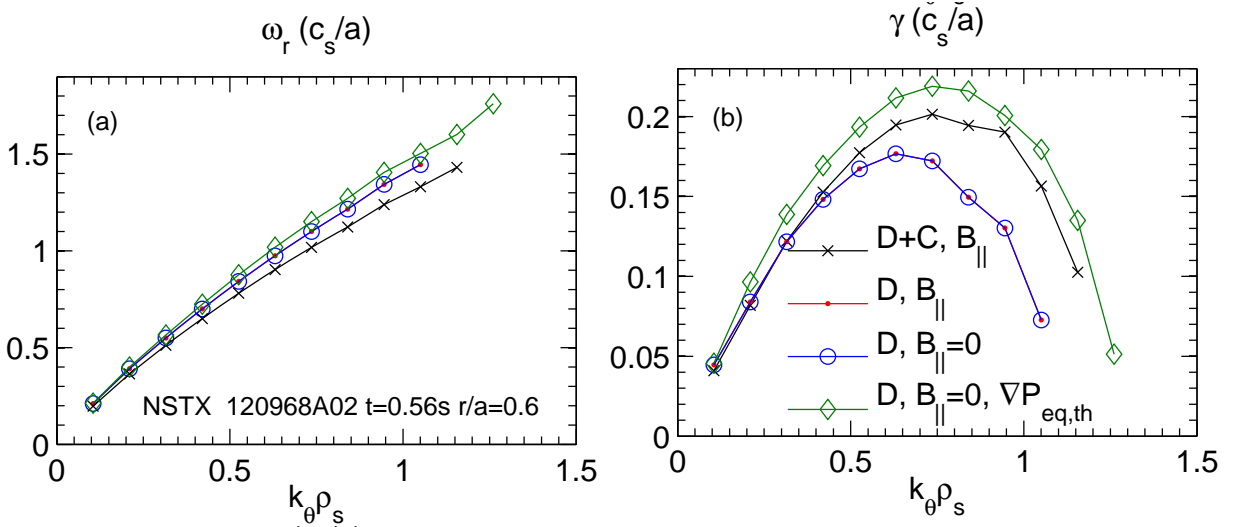 ω_r (c_s/a)
(a)
1.5
1
0.5
0
NSTX 120968A02 t=0.56s r/a=0.6
0 0.5 1 1.5
k_θρ_s
γ (c_s/a)
(b)
0.2
0.15
0.1
0.05
0
D+C, B_||
D, B_||
D, B_||=0
D, B_||=0, ∇P_eq,th
0 0.5 1 1.5
k_θρ_s